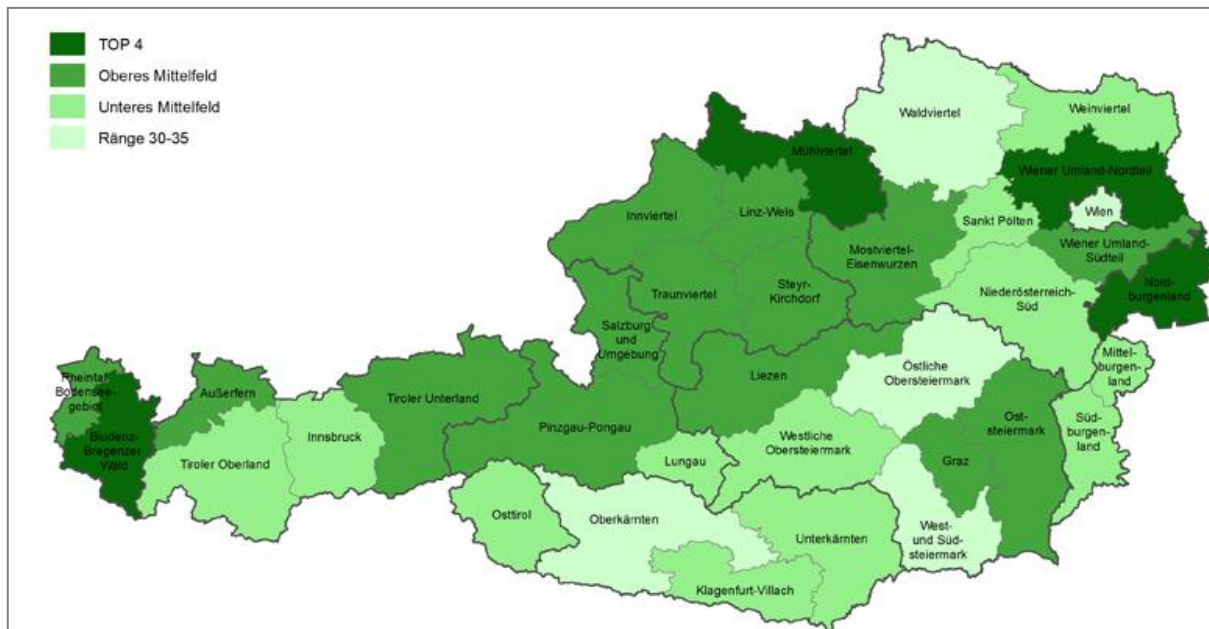 TOP 4
Oberes Mittelfeld
Unteres Mittelfeld
Ränge 30-35
Waldviertel
Weinviertel
Mühlviertel
Wiener Umland-Nordteil
Innviertel
Linz-Wels
Sankt Pölten
Wien
Mostviertel-
Eisenwurzen
Wiener Umland-
Südteil
Traunviertel
Steyr-
Kirchdorf
Niederösterreich-
Süd
Nord-
burgenland
Salzburg
und
Umgebung
Östliche
Obersteiermark
Mittel-
burgen-
land
Rheintal-
Bodensee-
gebiet
Außerfern
Tiroler Unterland
Liezen
Bludenz-
Bregenzer
Wald
Innsbruck
Pinzgau-Pongau
Ost-
steiermark
Süd-
burgen-
land
Tiroler Oberland
Lungau
Westliche
Obersteiermark
Graz
Osttirol
Oberkärnten
Unterkärnten
West-
und Süd-
steiermark
Klagenfurt-Villach